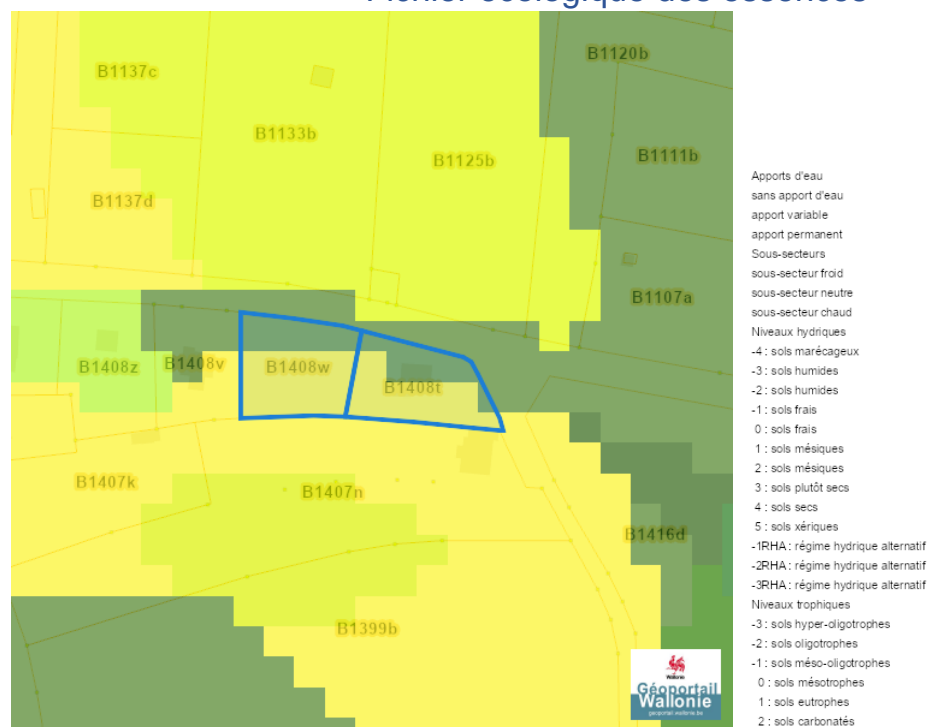 Fichier écologique des essences
B1120b
B1137c
B1133b
B1125b
B1111b
B1137d
B1107a
B1408z
B1408v
B1408w
B1408t
B1407k
B1407n
B1416d
B1399b
Wallonie
Géoportail
Wallonie
geoportail.wallonie.be
Apports d'eau
sans apport d'eau
apport variable
apport permanent
Sous-secteurs
sous-secteur froid
sous-secteur neutre
sous-secteur chaud
Niveaux hydriques
-4 : sols marécageux
-3 : sols humides
-2 : sols humides
-1 : sols frais
0 : sols frais
1 : sols mésiques
2 : sols mésiques
3 : sols plutôt secs
4 : sols secs
5 : sols xériques
-1RHA : régime hydrique alternatif
-2RHA : régime hydrique alternatif
-3RHA : régime hydrique alternatif
Niveaux trophiques
-3 : sols hyper-oligotrophes
-2 : sols oligotrophes
-1 : sols méso-oligotrophes
0 : sols mésotrophes
1 : sols eutrophes
2 : sols carbonatés